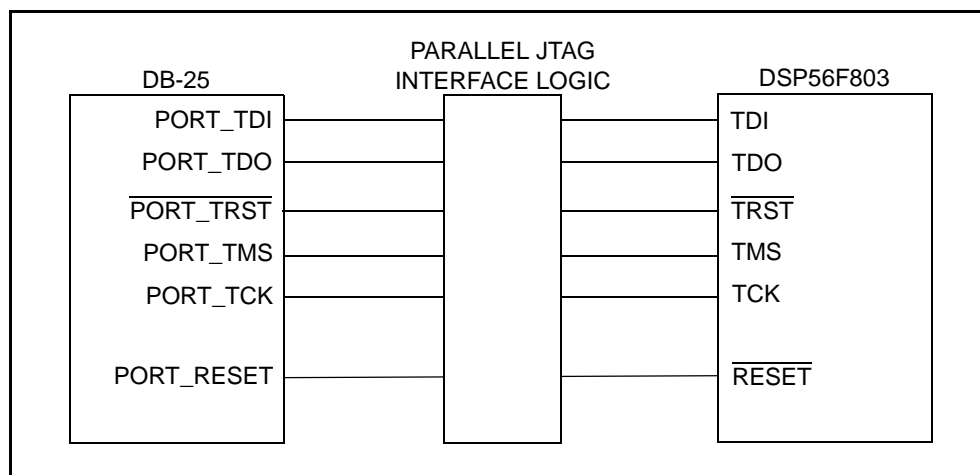 PARALLEL JTAG
INTERFACE LOGIC
DB-25
DSP56F803
PORT_TDI
TDI
PORT_TDO
TDO
PORT_TRST
TRST
PORT_TMS
TMS
PORT_TCK
TCK
PORT_RESET
RESET